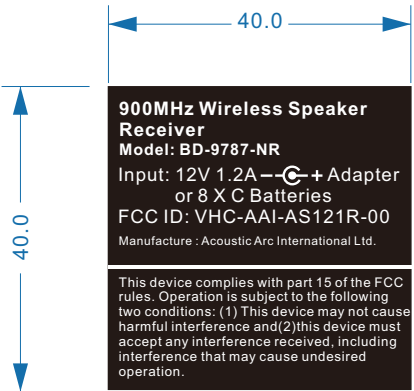 40.0
40.0
900MHz Wireless Speaker
Receiver
Model: BD-9787-NR
Input: 12V 1.2A - + Adapter
or 8 X C Batteries
FCC ID: VHC-AAI-AS121R-00
Manufacture : Acoustic Arc International Ltd.
This device complies with part 15 of the FCC
rules. Operation is subject to the following
two conditions: (1) This device may not cause
harmful interference and(2)this device must
accept any interference received, including
interference that may cause undesired
operation.